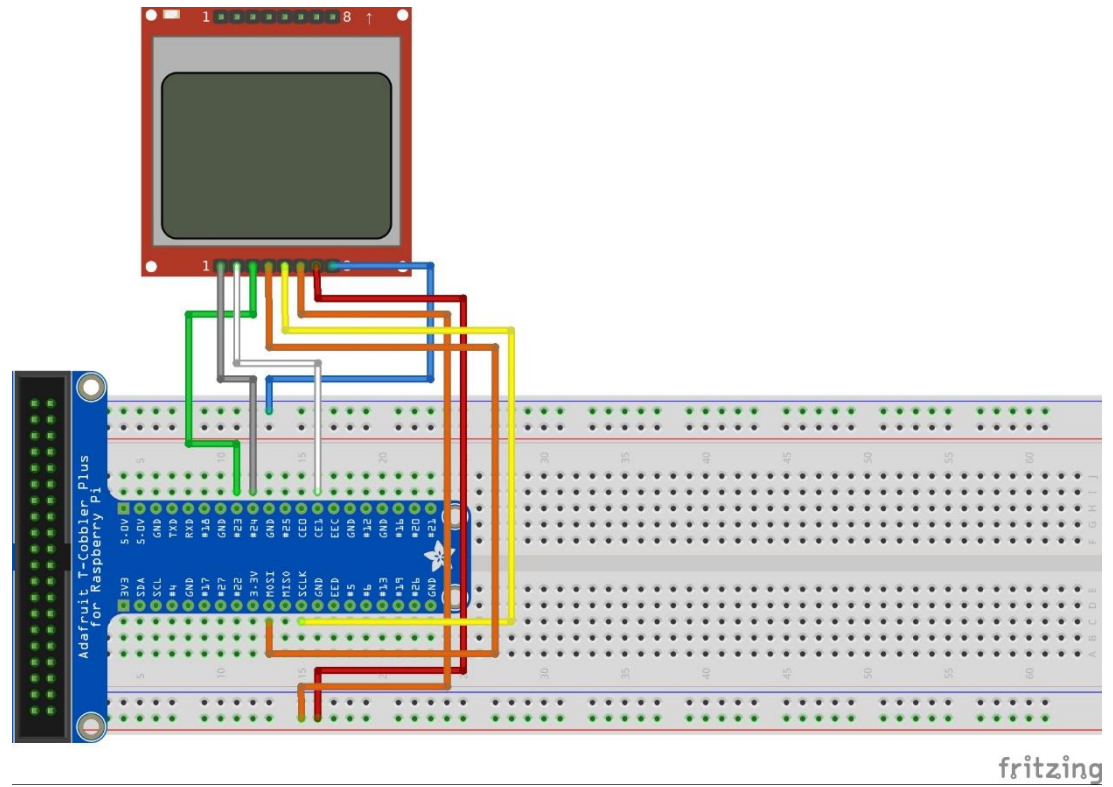 1 8 ↑
1 8
5 10 15 20 25 30 35 40 45 50 55 60
J
I
H
G
F
5.0V 5.0V GND TXD RXD #18 GND #23 #24 GND #25 CE0 CE1 EEC GND #12 GND #16 #20 #21
Adafruit T-Cobbler Plus
for Raspberry Pi
3V3 SDA SCL #4 GND #17 #27 #22 3.3V MOSI MISO SCLK GND EED #5 #6 #13 #19 #26 GND
E
D
C
B
A
5 10 15 20 30 35 40 45 50 55 60
fritzing